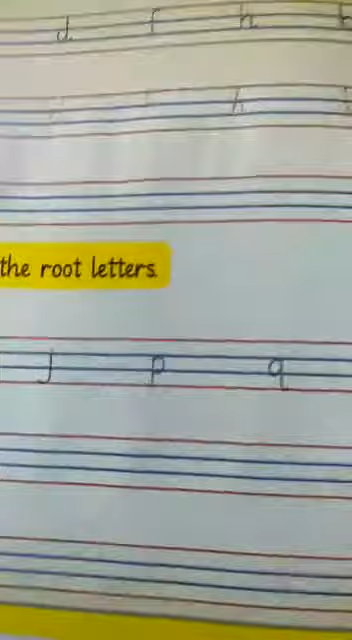 d f h
h
the root letters.
j p q